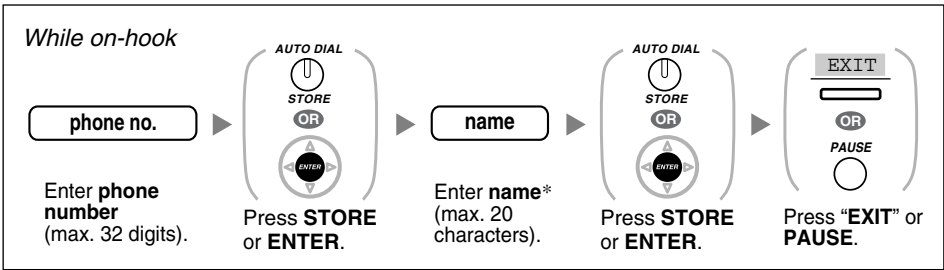 While on-hook
phone no.
Enter phone
number
(max. 32 digits).
AUTO DIAL
STORE
OR
ENTER
Press STORE
or ENTER.
name
Enter name*
(max. 20
characters).
AUTO DIAL
STORE
OR
ENTER
Press STORE
or ENTER.
EXIT
OR
PAUSE
Press “EXIT” or
PAUSE.